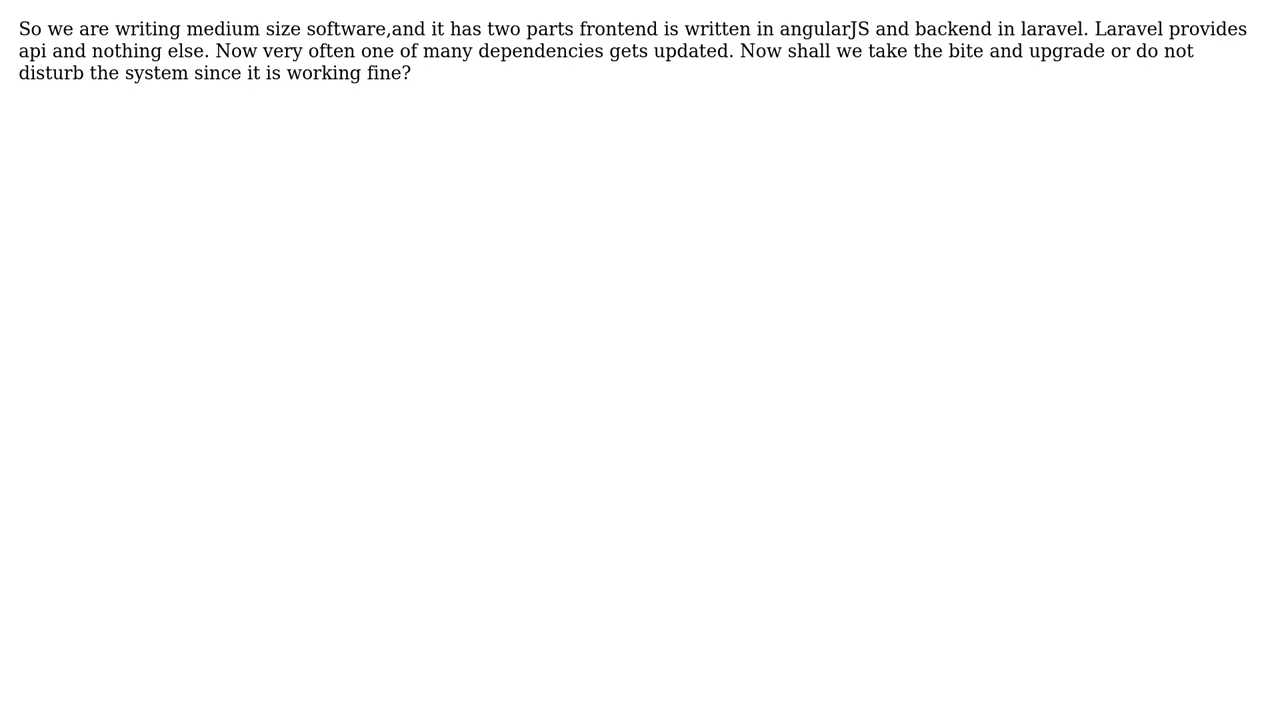 So we are writing medium size software,and it has two parts frontend is written in angularJS and backend in laravel. Laravel provides
api and nothing else. Now very often one of many dependencies gets updated. Now shall we take the bite and upgrade or do not
disturb the system since it is working fine?